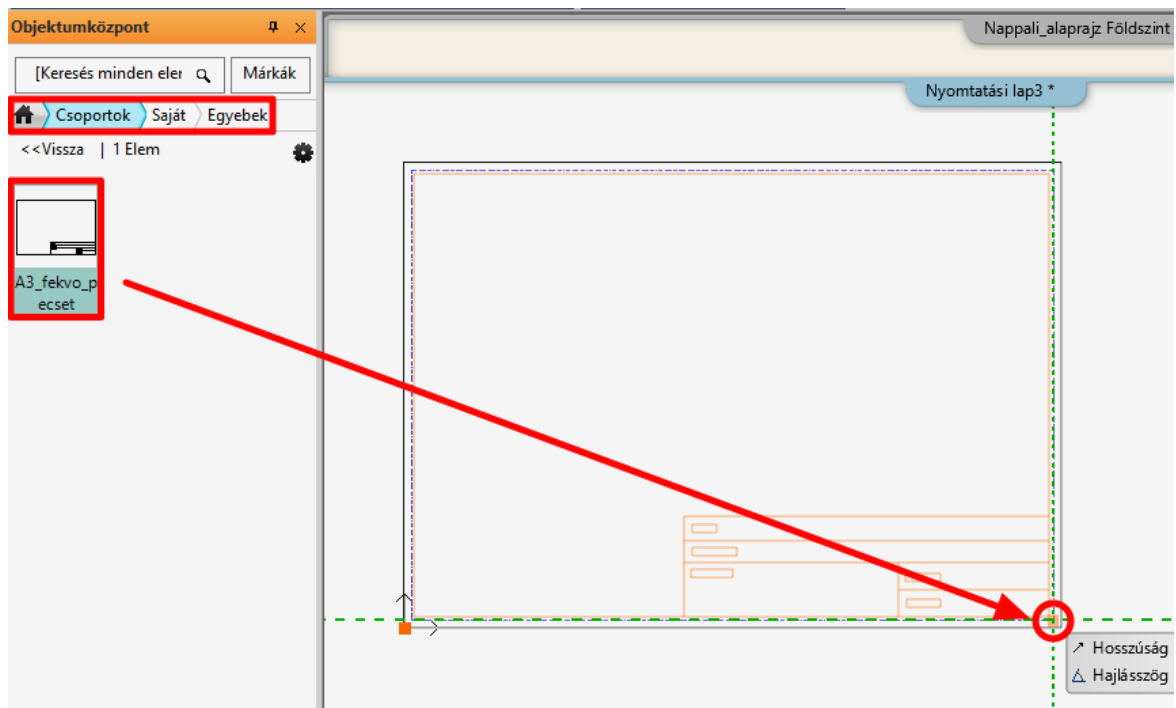 Objektumközpont
[Keresés minden eler
Márkák
Csoportok Saját Egyebek
<<Vissza | 1 Elem
A3_fekvo_p
ecset
Nappali_alaprajz Földszint
Nyomtatási lap3 *
Hosszúság
Hajlásszög